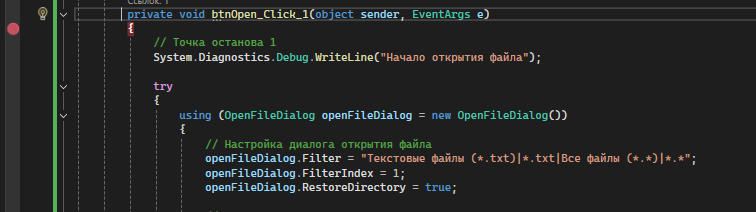 Ссылок: 1
private void btnOpen_Click_1(object sender, EventArgs e)
{
// Точка останова 1
System.Diagnostics.Debug.WriteLine("Начало открытия файла");
try
{
using (OpenFileDialog openFileDialog = new OpenFileDialog())
{
// Настройка диалога открытия файла
openFileDialog.Filter = "Текстовые файлы (*.txt)|*.txt|Все файлы (*.*)|*.*";
openFileDialog.FilterIndex = 1;
openFileDialog.RestoreDirectory = true;